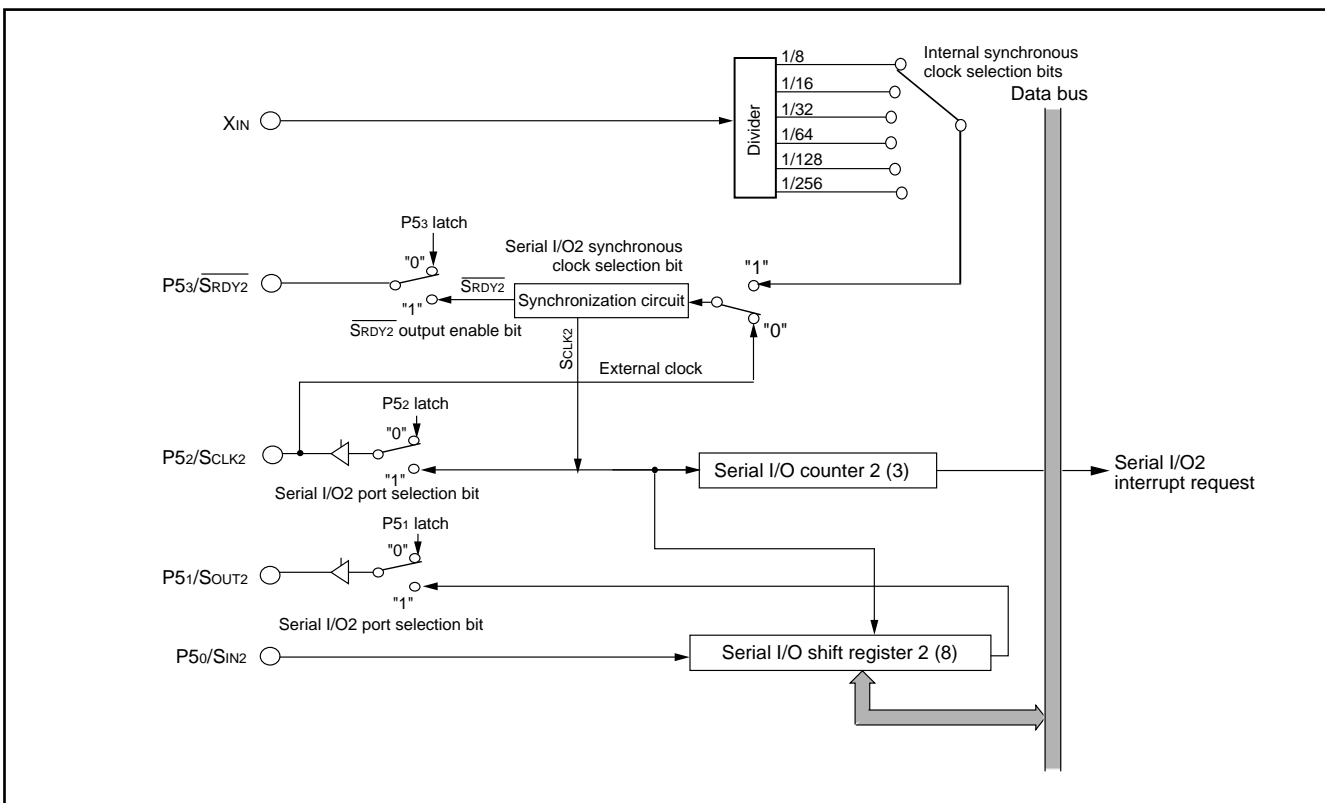 1/8
1/16
1/32
1/64
1/128
1/256
Internal synchronous
clock selection bits
Data bus
XIN
Divider
P53 latch
"0"
"1"
P53/SRDY2
SRDY2
SRDY2 output enable bit
Serial I/O2 synchronous
clock selection bit
Synchronization circuit
"1"
"0"
SCLK2
External clock
P52 latch
"0"
P52/SCLK2
"1"
Serial I/O2 port selection bit
Serial I/O counter 2 (3)
Serial I/O2
interrupt request
P51 latch
"0"
P51/SOUT2
"1"
Serial I/O2 port selection bit
P50/SIN2
Serial I/O shift register 2 (8)